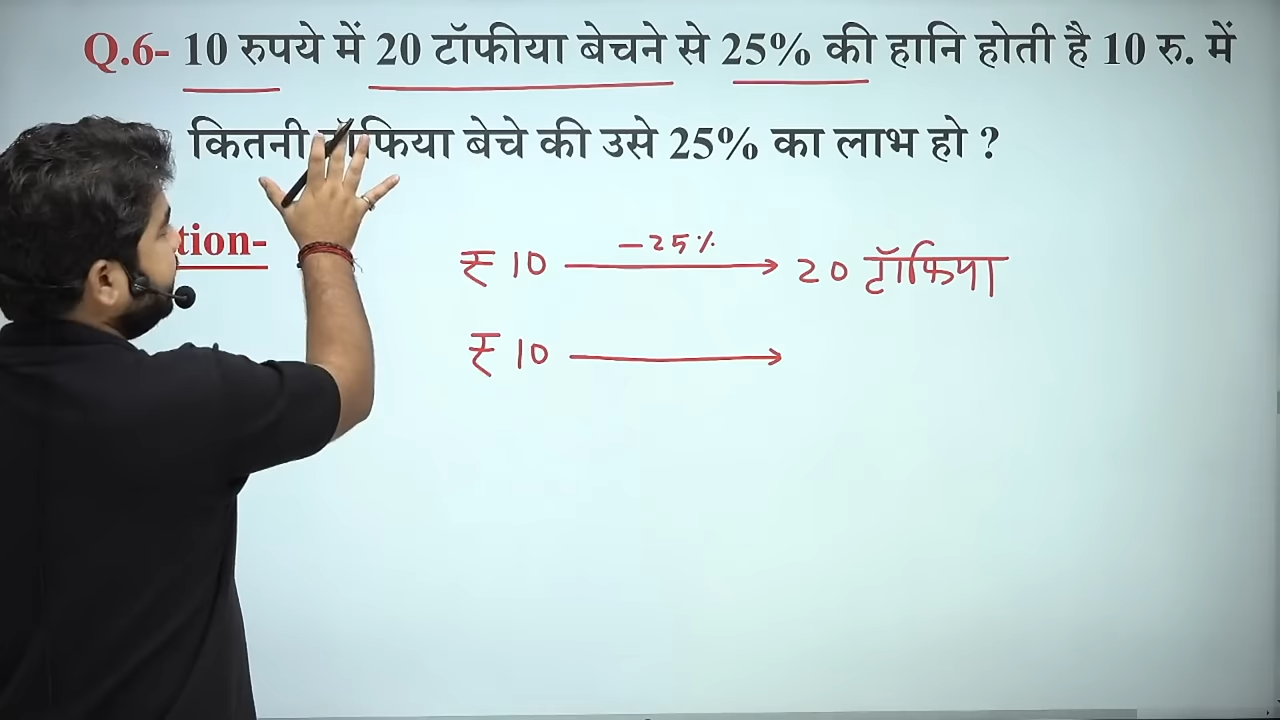 Q.6- 10 रुपये में 20 टॉफीया बेचने से 25% की हानि होती है 10 रु. में
कितनी टॉफिया बेचे की उसे 25% का लाभ हो ?
tion-
₹ 10 -25% 20 टॉफिया
₹ 10